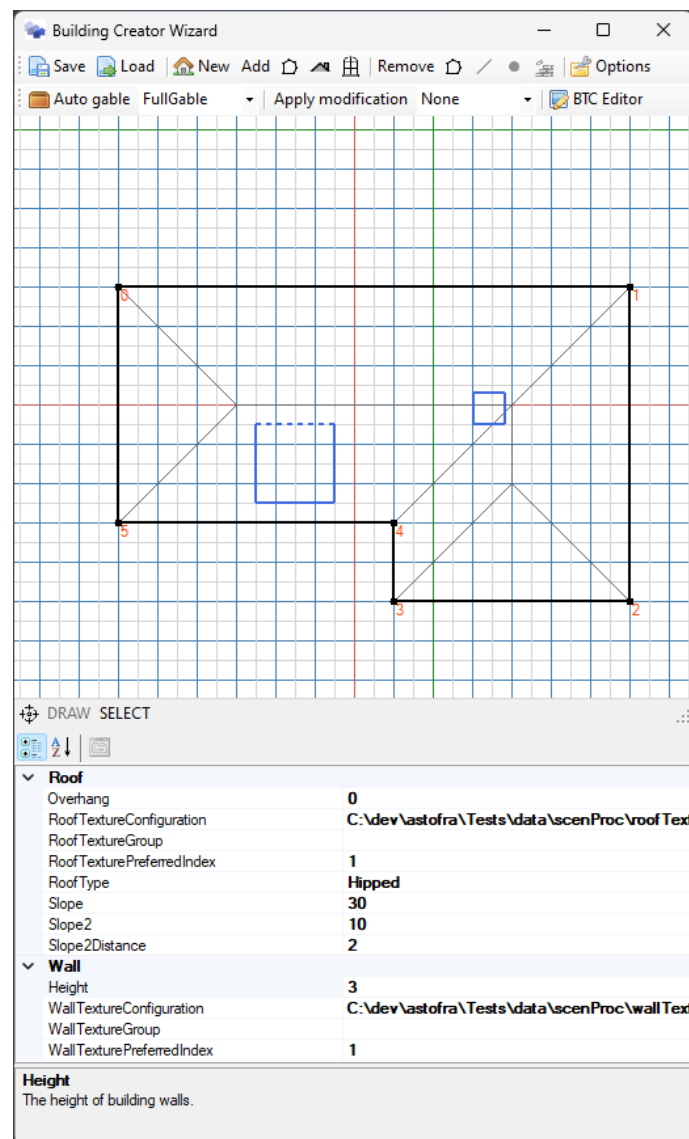 Building Creator Wizard
Save Load New Add Remove Options
Auto gable FullGable Apply modification None BTC Editor
0 1
5 4
3 2
DRAW SELECT
Roof
Overhang 0
RoofTextureConfiguration C:\dev\astofra\Tests\data\scenProc\roofTex
RoofTextureGroup
RoofTexturePreferredIndex 1
RoofType Hipped
Slope 30
Slope2 10
Slope2Distance 2
Wall
Height 3
WallTextureConfiguration C:\dev\astofra\Tests\data\scenProc\wallTex
WallTextureGroup
WallTexturePreferredIndex 1
Height
The height of building walls.